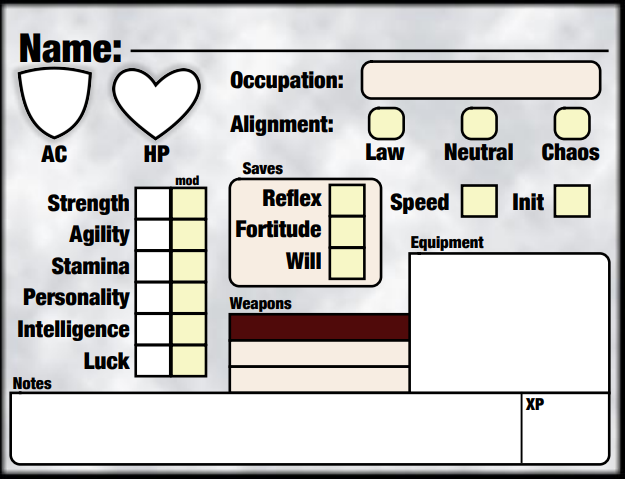 Name:
AC
HP
Occupation:
Alignment:
Law
Neutral
Chaos
mod
Strength
Agility
Stamina
Personality
Intelligence
Luck
Saves
Reflex
Fortitude
Will
Speed
Init
Equipment
Weapons
Notes
XP